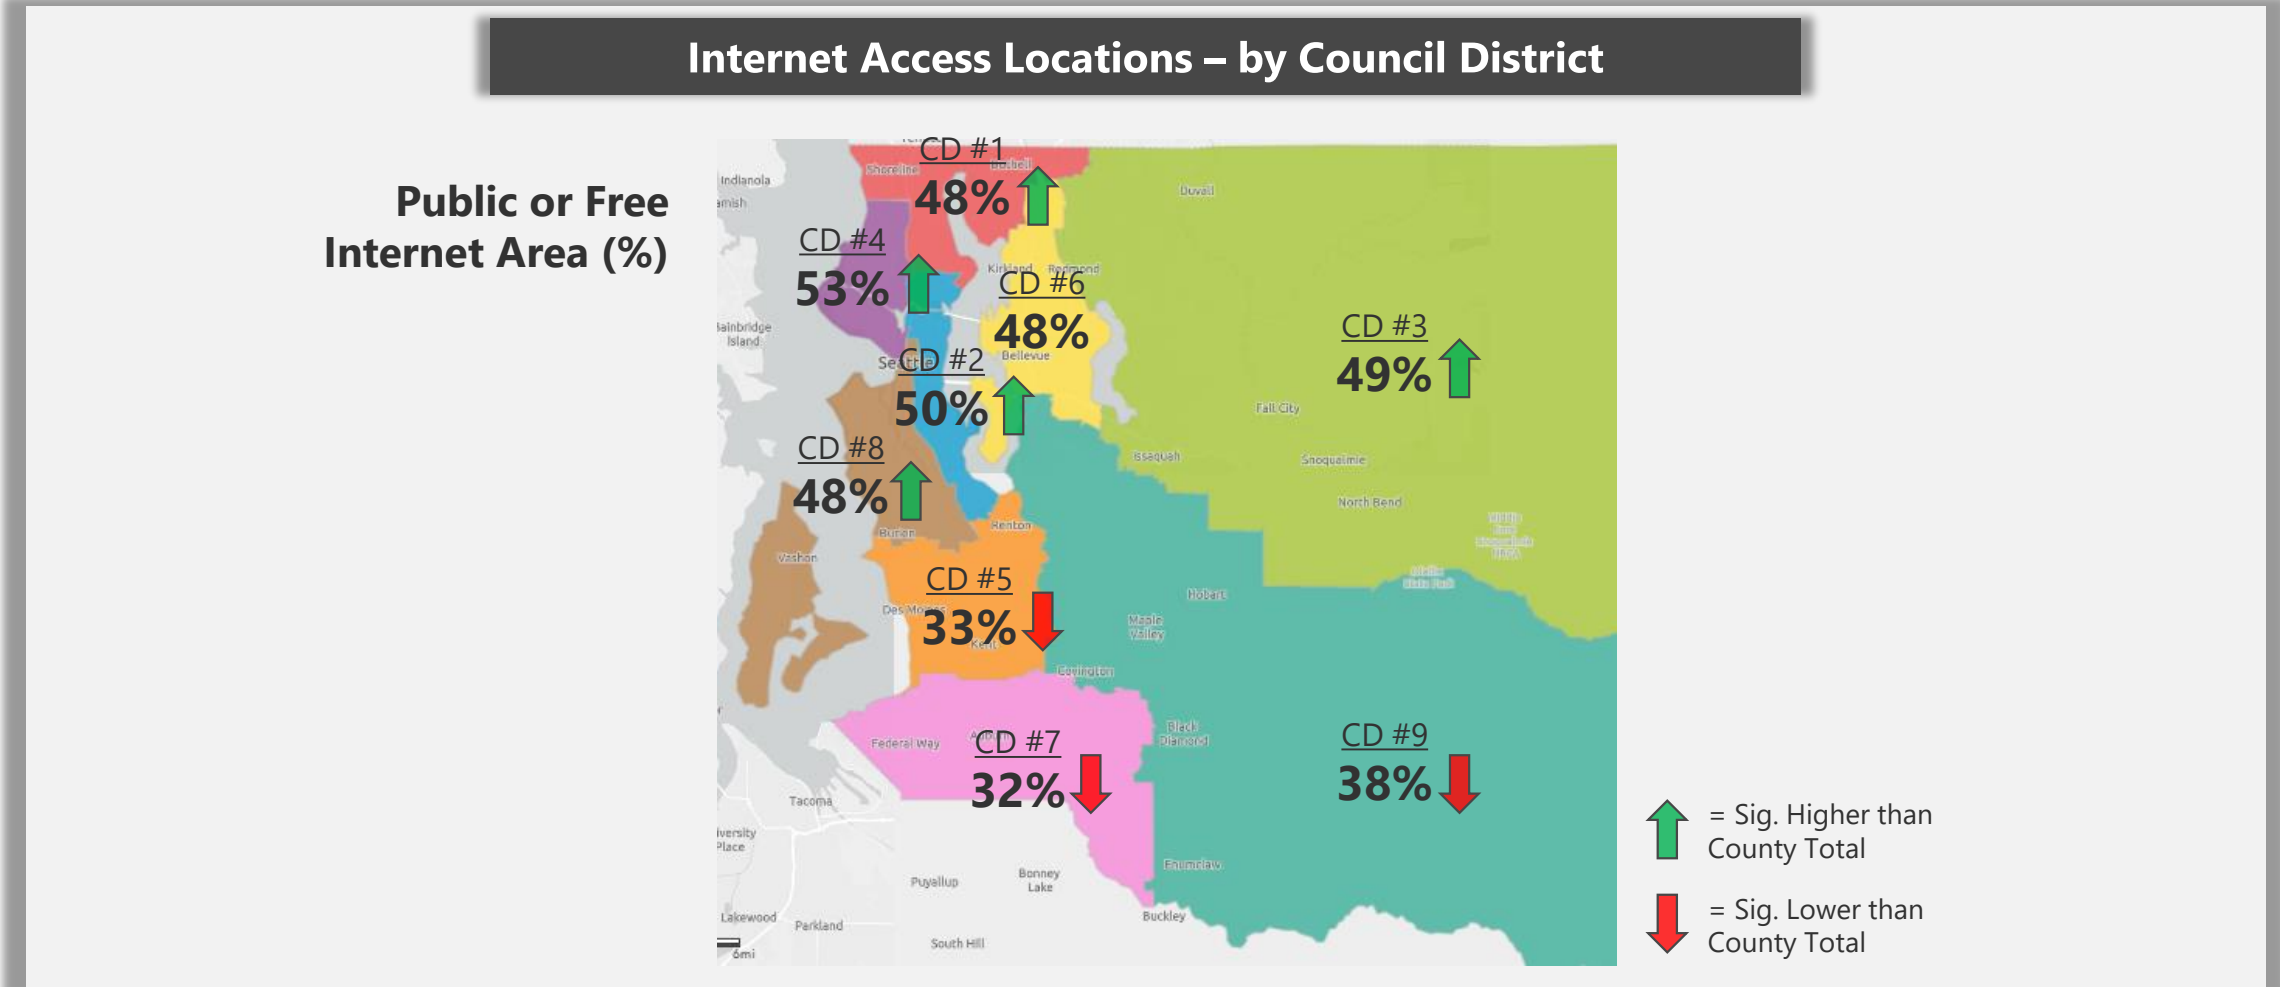 Internet Access Locations – by Council District
Public or Free
Internet Area (%)
CD #1
48%
Shoreline
Indianola
Duvall
CD #4
53%
Kirkland
Redmond
CD #6
48%
Bellevue
Bainbridge
Island
CD #3
49%
Seattle
CD #2
50%
Fall City
CD #8
48%
Issaquah
Snoqualmie
North Bend
Burien
Renton
Vashon
CD #5
33%
Des Moines
Kent
Hobart
Maple
Valley
Covington
CD #7
32%
Federal Way
Auburn
Black
Diamond
CD #9
38%
Tacoma
Enumclaw
Puyallup
Bonney
Lake
Buckley
Lakewood
Parkland
South Hill
6mi
= Sig. Higher than
County Total
= Sig. Lower than
County Total